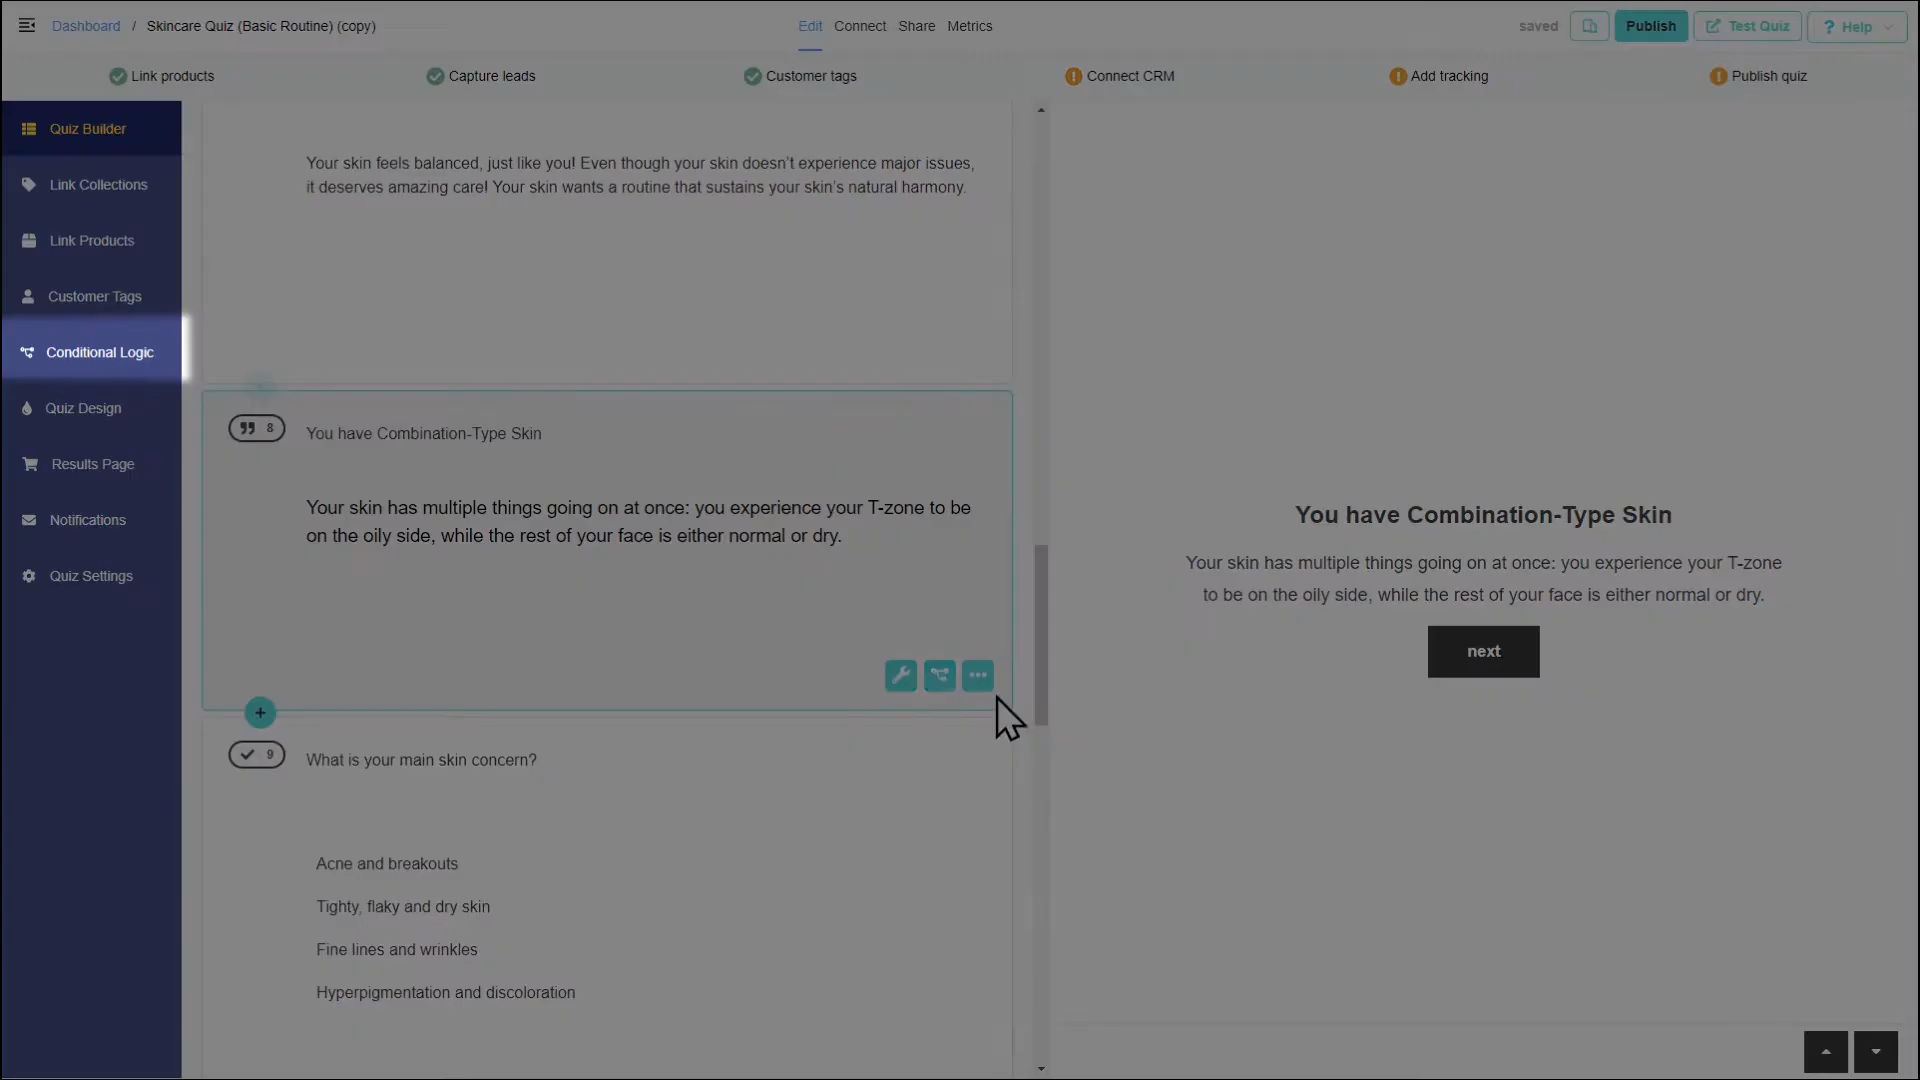 Dashboard / Skincare Quiz (Basic Routine) (copy)
Edit Connect Share Metrics
saved Publish Test Quiz ? Help
Link products Capture leads Customer tags Connect CRM Add tracking Publish quiz
Quiz Builder
Link Collections
Link Products
Customer Tags
Conditional Logic
Quiz Design
Results Page
Notifications
Quiz Settings
Your skin feels balanced, just like you! Even though your skin doesn’t experience major issues,
it deserves amazing care! Your skin wants a routine that sustains your skin’s natural harmony.
8 You have Combination-Type Skin
Your skin has multiple things going on at once: you experience your T-zone to be
on the oily side, while the rest of your face is either normal or dry.
9 What is your main skin concern?
Acne and breakouts
Tighty, flaky and dry skin
Fine lines and wrinkles
Hyperpigmentation and discoloration
You have Combination-Type Skin
Your skin has multiple things going on at once: you experience your T-zone
to be on the oily side, while the rest of your face is either normal or dry.
next